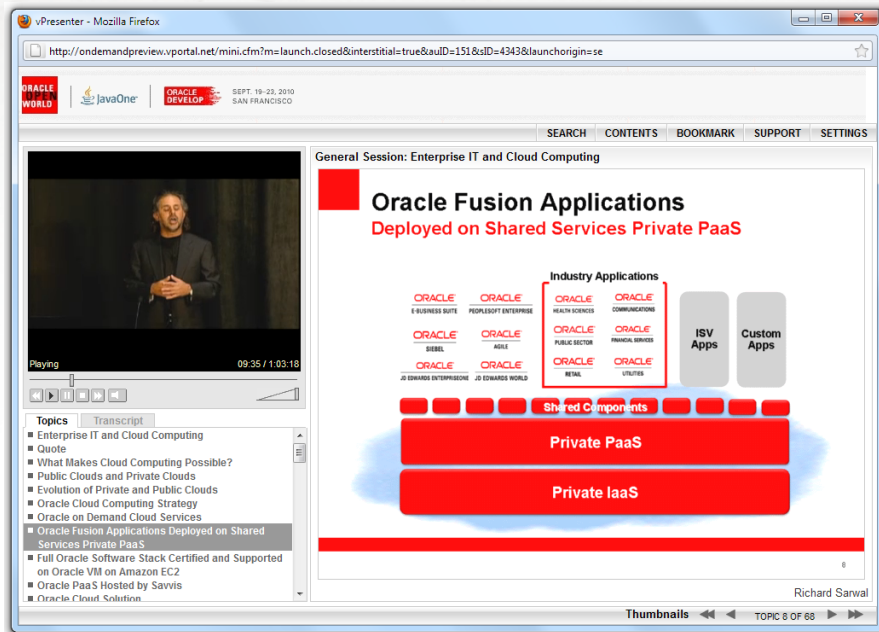 vPresenter - Mozilla Firefox
http://ondemandpreview.vportal.net/mini.cfm?m=launch.closed&interstitial=true&auID=151&sID=4343&launchorigin=se
ORACLE
OPEN
WORLD
JavaOne
ORACLE
DEVELOP
SEPT. 19–23, 2010
SAN FRANCISCO
SEARCH CONTENTS BOOKMARK SUPPORT SETTINGS
General Session: Enterprise IT and Cloud Computing
Playing 09:35 / 1:03:18
Topics Transcript
Enterprise IT and Cloud Computing
Quote
What Makes Cloud Computing Possible?
Public Clouds and Private Clouds
Evolution of Private and Public Clouds
Oracle Cloud Computing Strategy
Oracle on Demand Cloud Services
Oracle Fusion Applications Deployed on Shared
Services Private PaaS
Full Oracle Software Stack Certified and Supported
on Oracle VM on Amazon EC2
Oracle PaaS Hosted by Savvis
Oracle Cloud Solution
Oracle Fusion Applications
Deployed on Shared Services Private PaaS
Industry Applications
ORACLE ORACLE ORACLE ORACLE
E-BUSINESS SUITE PEOPLESOFT ENTERPRISE HEALTH SCIENCES COMMUNICATIONS
ORACLE ORACLE ORACLE ORACLE
SIEBEL AGILE PUBLIC SECTOR FINANCIAL SERVICES
ORACLE ORACLE ORACLE ORACLE
JD EDWARDS ENTERPRISEONE JD EDWARDS WORLD RETAIL UTILITIES
ISV
Apps
Custom
Apps
Shared Components
Private PaaS
Private IaaS
Richard Sarwal
Thumbnails TOPIC 8 OF 68